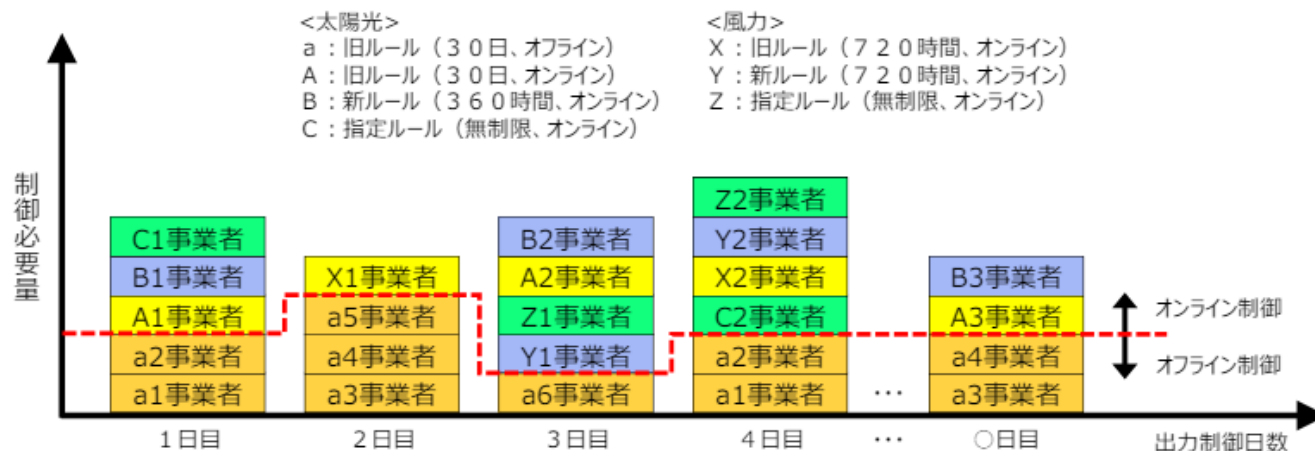 <太陽光>
a：旧ルール（３０日、オフライン）
A：旧ルール（３０日、オンライン）
B：新ルール（３６０時間、オンライン）
C：指定ルール（無制限、オンライン）
<風力>
X：旧ルール（７２０時間、オンライン）
Y：新ルール（７２０時間、オンライン）
Z：指定ルール（無制限、オンライン）
制御必要量
C1事業者
B1事業者
A1事業者
a2事業者
a1事業者
X1事業者
a5事業者
a4事業者
a3事業者
B2事業者
A2事業者
Z1事業者
Y1事業者
a6事業者
Z2事業者
Y2事業者
X2事業者
C2事業者
a2事業者
a1事業者
…
B3事業者
A3事業者
a4事業者
a3事業者
オンライン制御
オフライン制御
１日目
２日目
３日目
４日目
…
○日目
出力制御日数